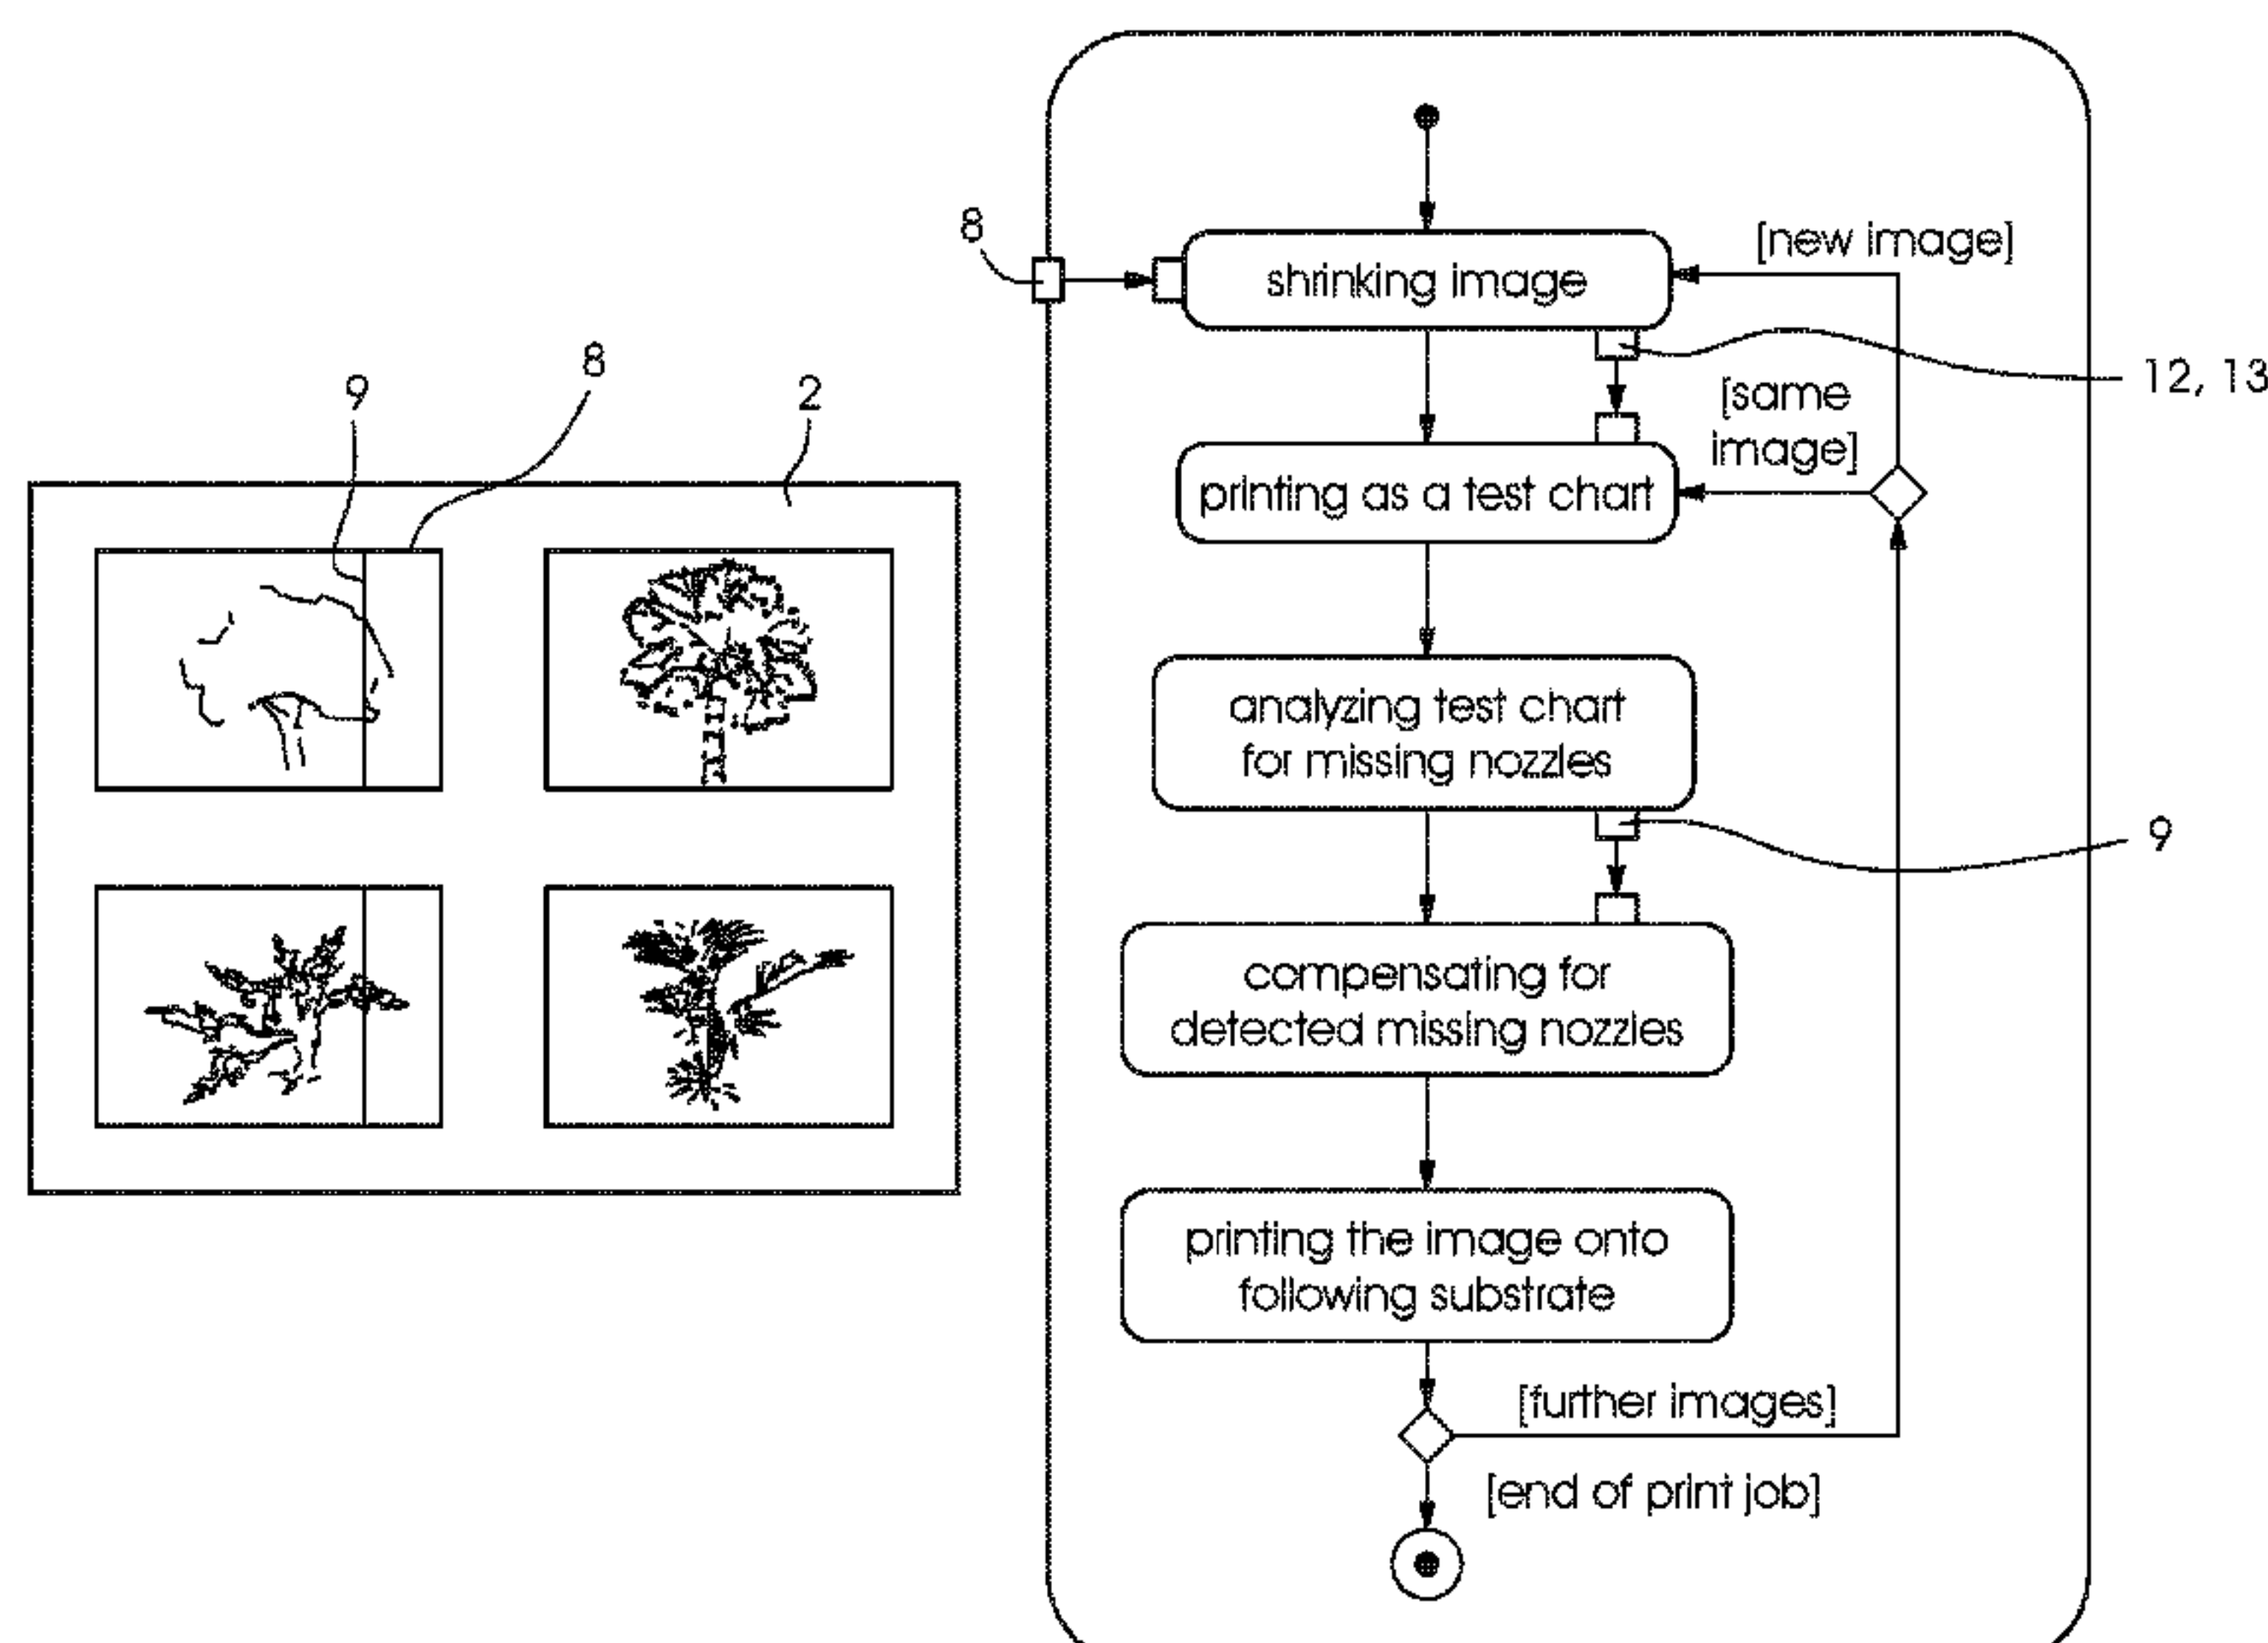 9
8
2
8
shrinking image
[new image]
12, 13
[same
image]
printing as a test chart
analyzing test chart
for missing nozzles
9
compensating for
detected missing nozzles
printing the image onto
following substrate
[further images]
[end of print job]